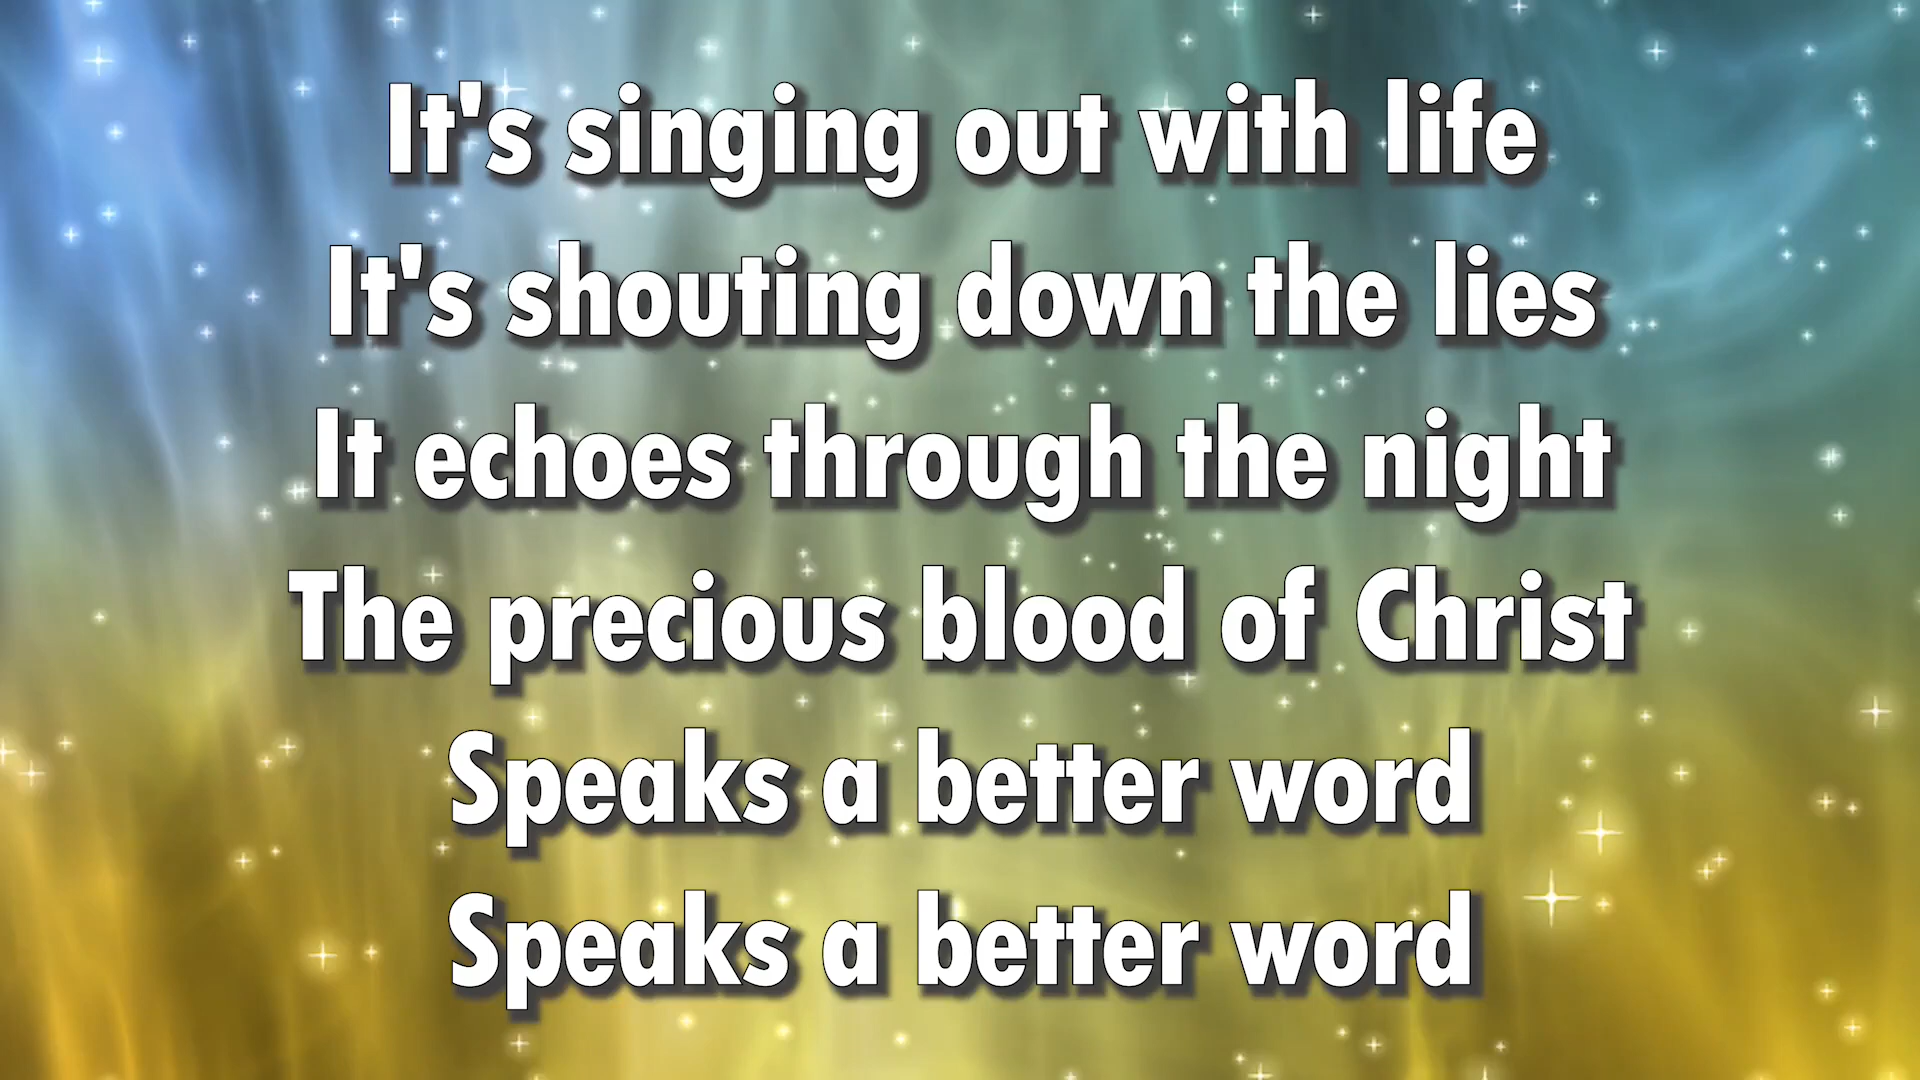 It's singing out with life
It's shouting down the lies
It echoes through the night
The precious blood of Christ
Speaks a better word
Speaks a better word